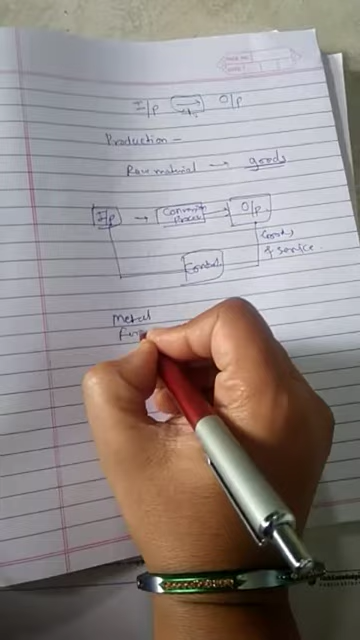 I/p → O/p
Production -
Raw material → goods
I/p → Conversion Process → O/p
Goods
& service.
Control
Metal